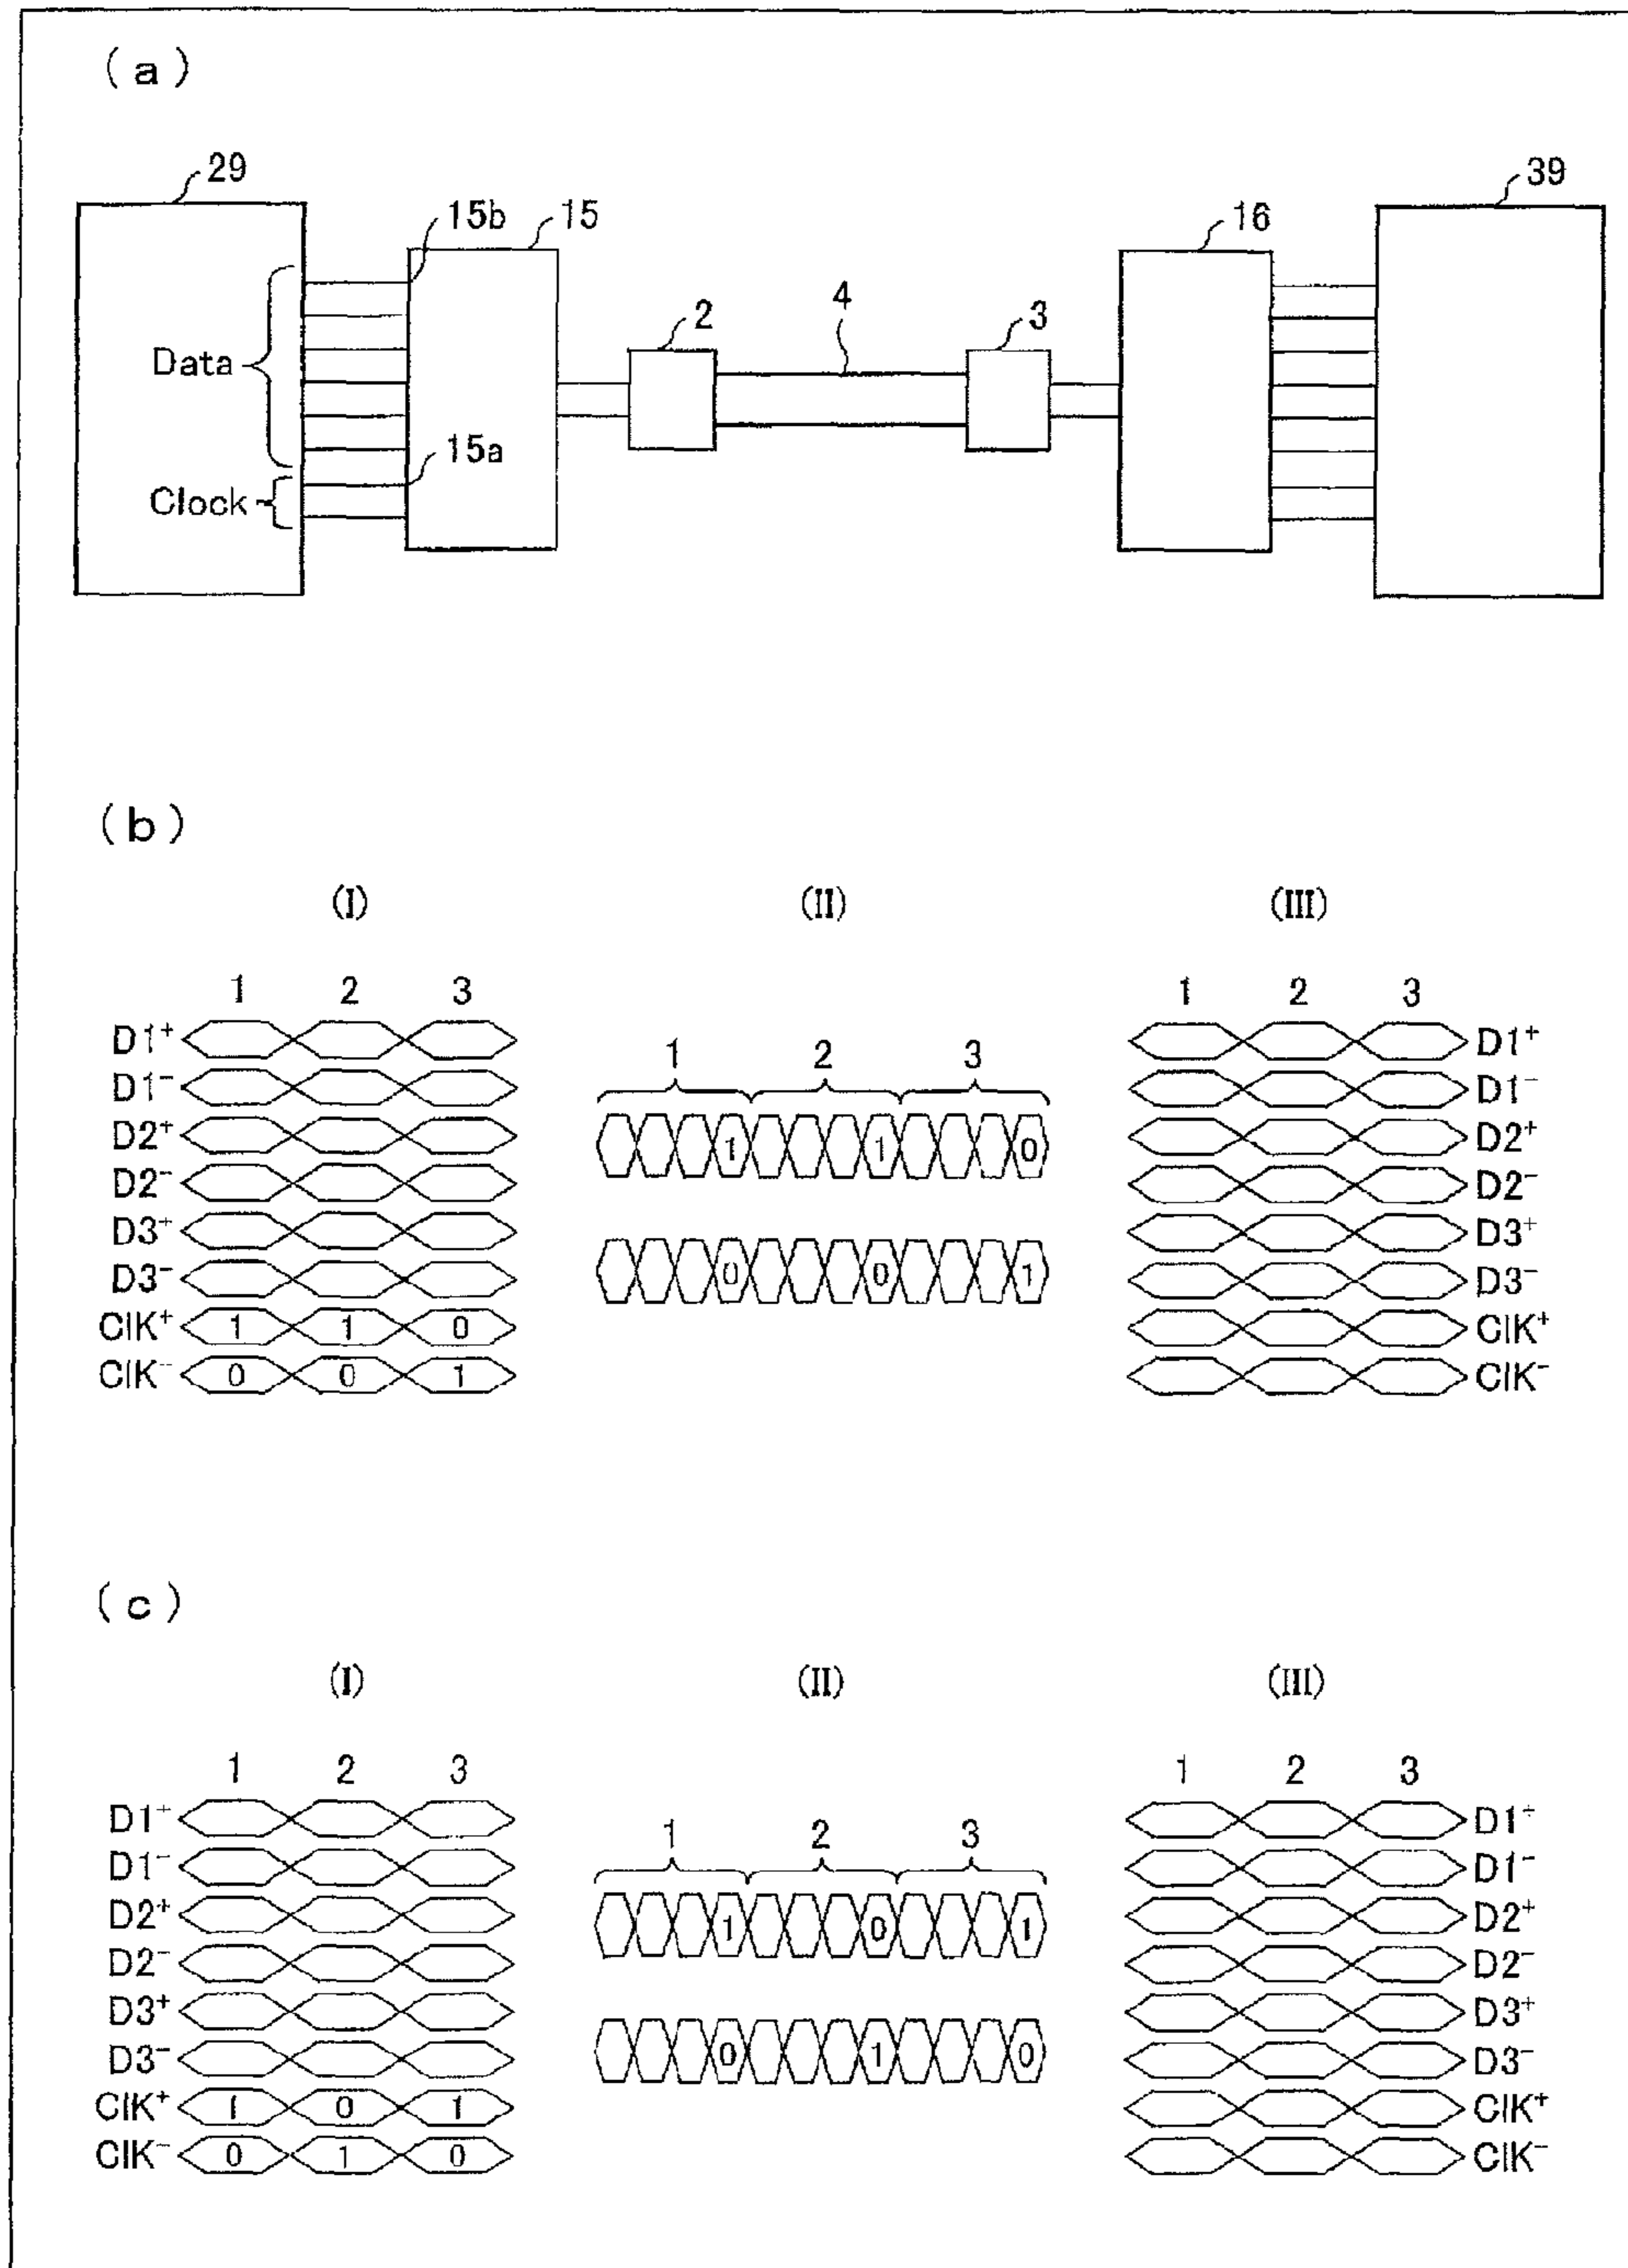 (a)
29
39
15b
15
16
2
4
3
Data
15a
Clock
(b)
(I)
(II)
(III)
1 2 3
1 2 3
D1⁺
D1⁺
1 2 3
D1⁻
D1⁻
D2⁺
1 1 0
D2⁺
D2⁻
D2⁻
D3⁺
D3⁺
D3⁻
0 0 1
D3⁻
ClK⁺ 1 1 0
ClK⁺
ClK⁻ 0 0 1
ClK⁻
(c)
(I)
(II)
(III)
1 2 3
1 2 3
D1⁺
D1⁺
1 2 3
D1⁻
D1⁻
D2⁺
1 0 1
D2⁺
D2⁻
D2⁻
D3⁺
D3⁺
D3⁻
0 1 0
D3⁻
ClK⁺ 1 0 1
ClK⁺
ClK⁻ 0 1 0
ClK⁻